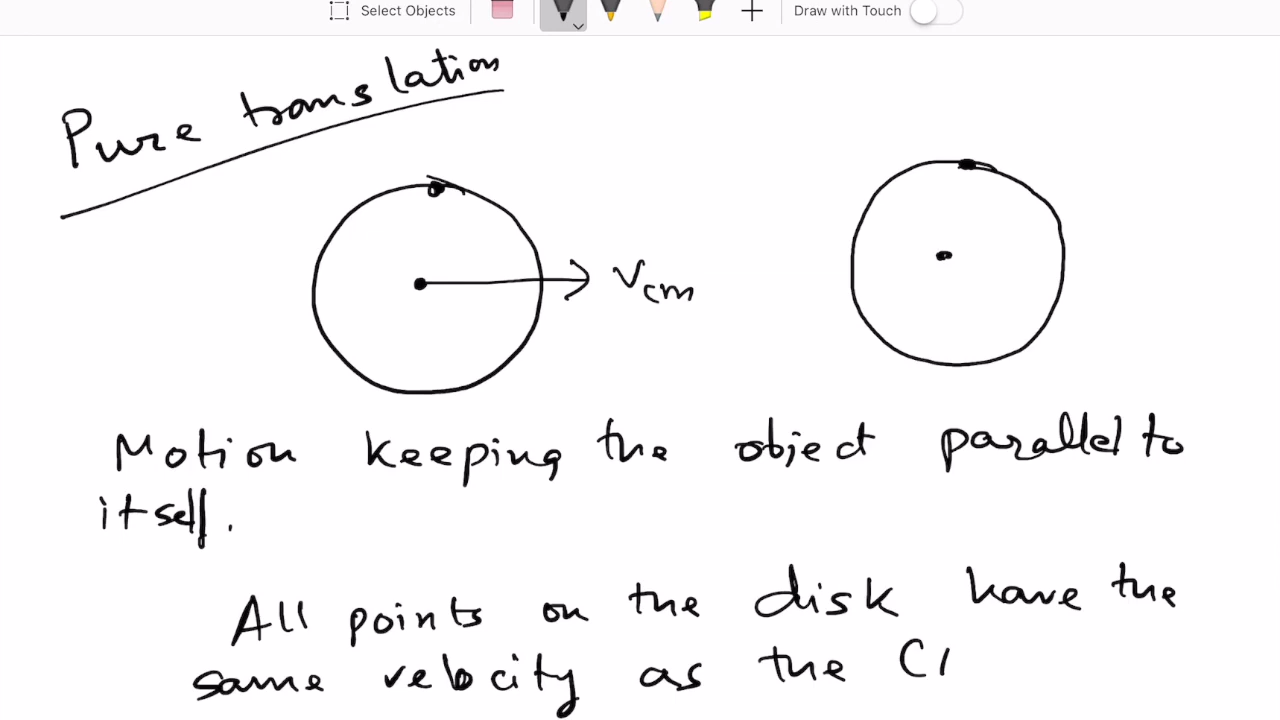 Select Objects
Draw with Touch
Pure translation
Vcm
Motion keeping the object parallel to
itself.
All points on the disk have the
same velocity as the